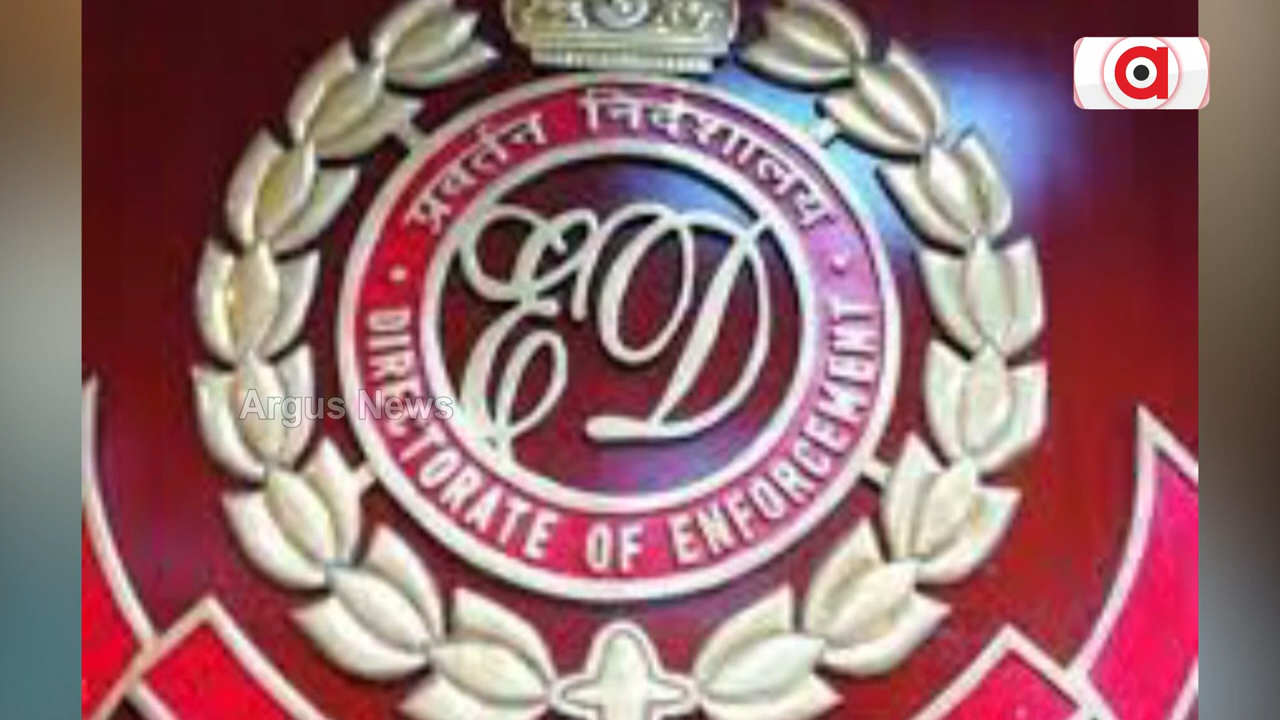 प्रवर्तन निदेशालय
ED
DIRECTORATE OF ENFORCEMENT
Argus News
a